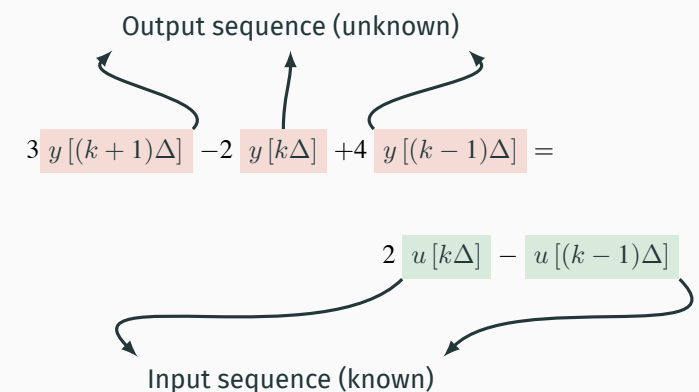 Output sequence (unknown)
3 y [(k + 1)Δ] −2 y [kΔ] +4 y [(k − 1)Δ] =
2 u [kΔ] − u [(k − 1)Δ]
Input sequence (known)